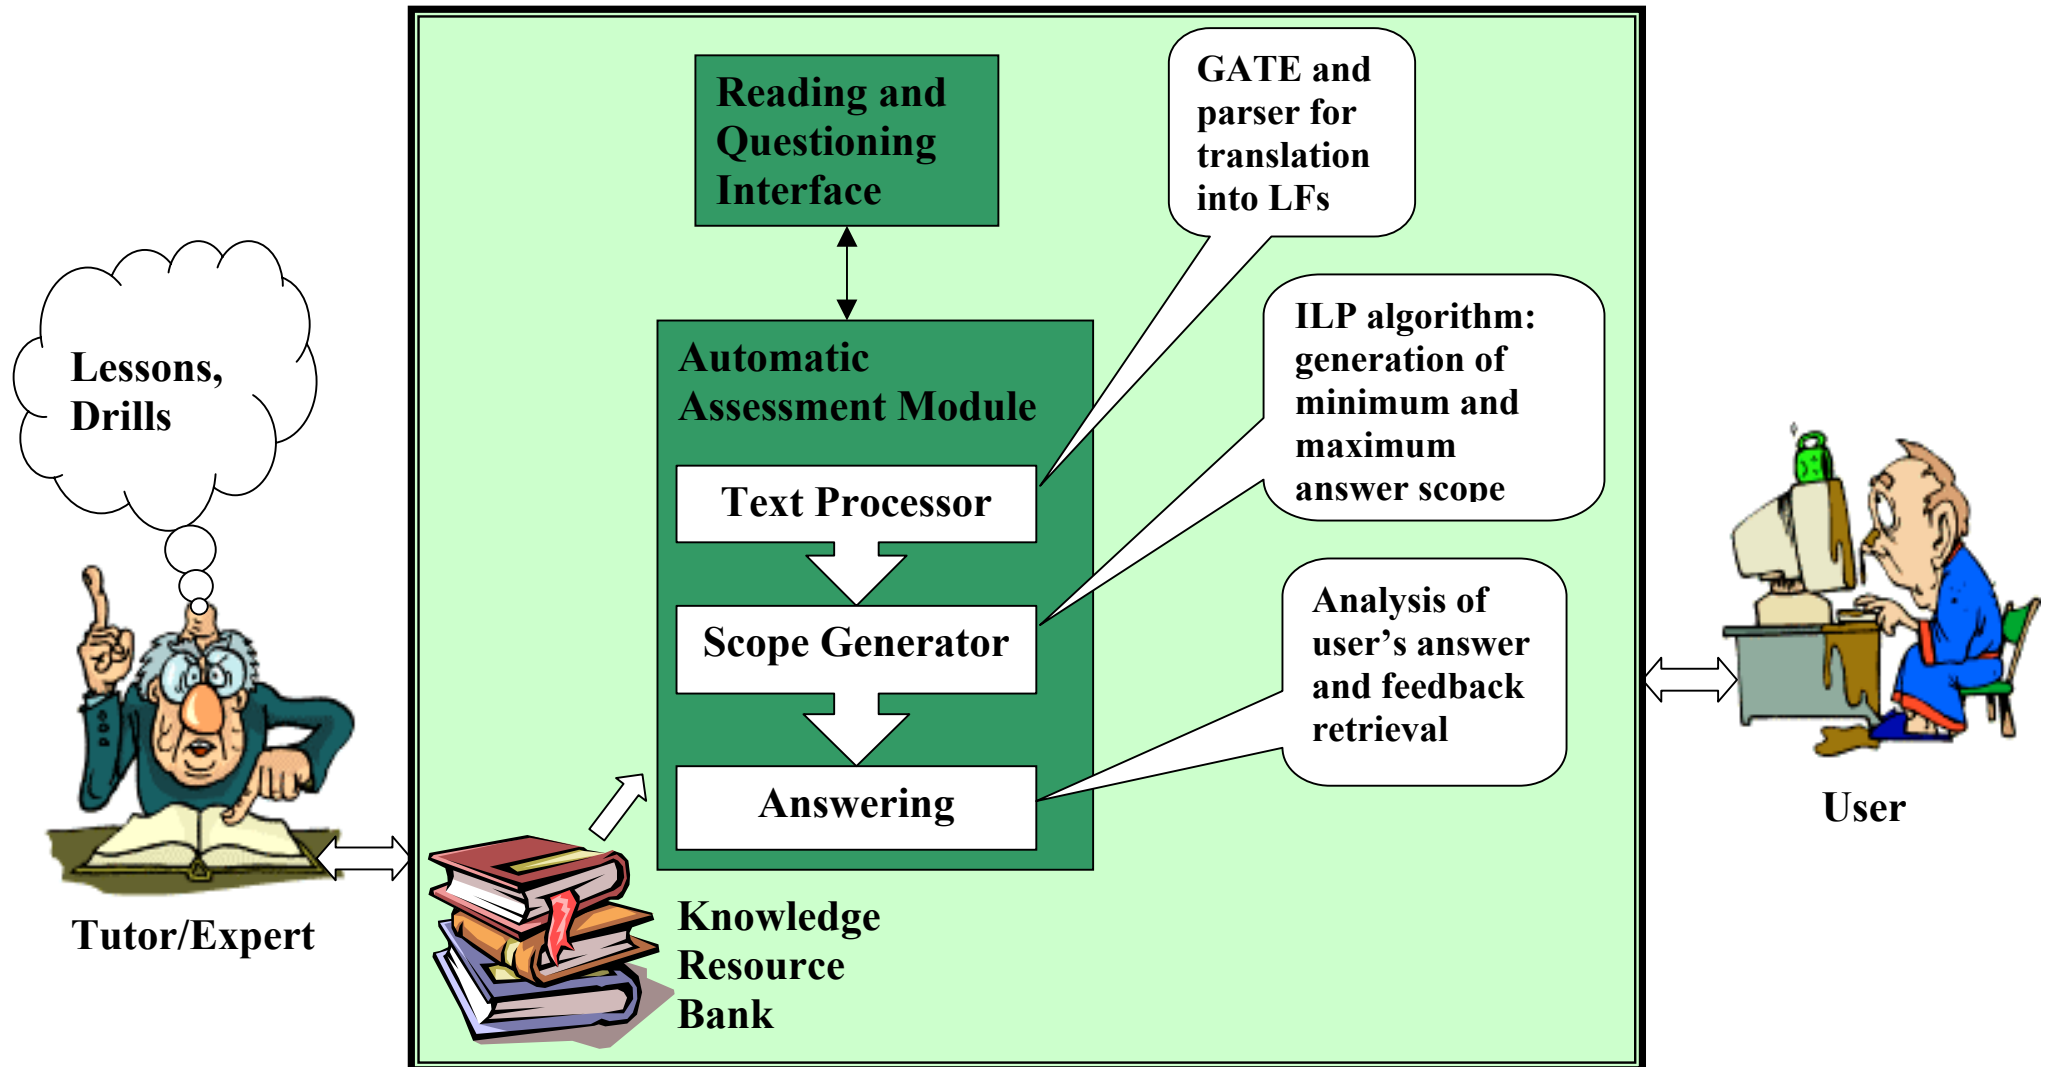 Reading and
Questioning
Interface
GATE and
parser for
translation
into LFs
Lessons,
Drills
Automatic
Assessment Module
ILP algorithm:
generation of
minimum and
maximum
answer scope
Text Processor
Scope Generator
Analysis of
user’s answer
and feedback
retrieval
Answering
User
Tutor/Expert
Knowledge
Resource
Bank